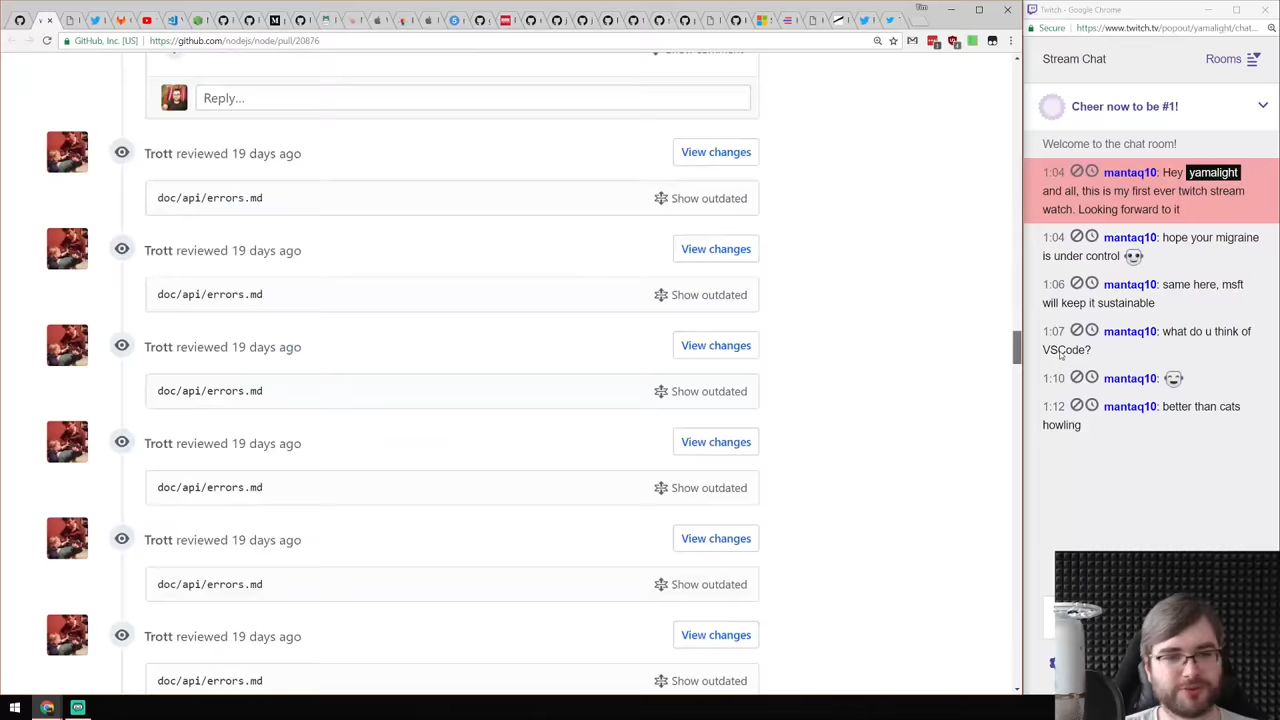 Tim
GitHub, Inc. [US]
https://github.com/nodejs/node/pull/20876
Reply...
Trott reviewed 19 days ago
View changes
doc/api/errors.md
Show outdated
Trott reviewed 19 days ago
View changes
doc/api/errors.md
Show outdated
Trott reviewed 19 days ago
View changes
doc/api/errors.md
Show outdated
Trott reviewed 19 days ago
View changes
doc/api/errors.md
Show outdated
Trott reviewed 19 days ago
View changes
doc/api/errors.md
Show outdated
Trott reviewed 19 days ago
View changes
doc/api/errors.md
Show outdated
Twitch - Google Chrome
Secure
https://www.twitch.tv/popout/yamalight/chat...
Stream Chat
Rooms
Cheer now to be #1!
Welcome to the chat room!
1:04 mantaq10: Hey yamalight
and all, this is my first ever twitch stream
watch. Looking forward to it
1:04 mantaq10: hope your migraine
is under control
1:06 mantaq10: same here, msft
will keep it sustainable
1:07 mantaq10: what do u think of
VSCode?
1:10 mantaq10:
1:12 mantaq10: better than cats
howling